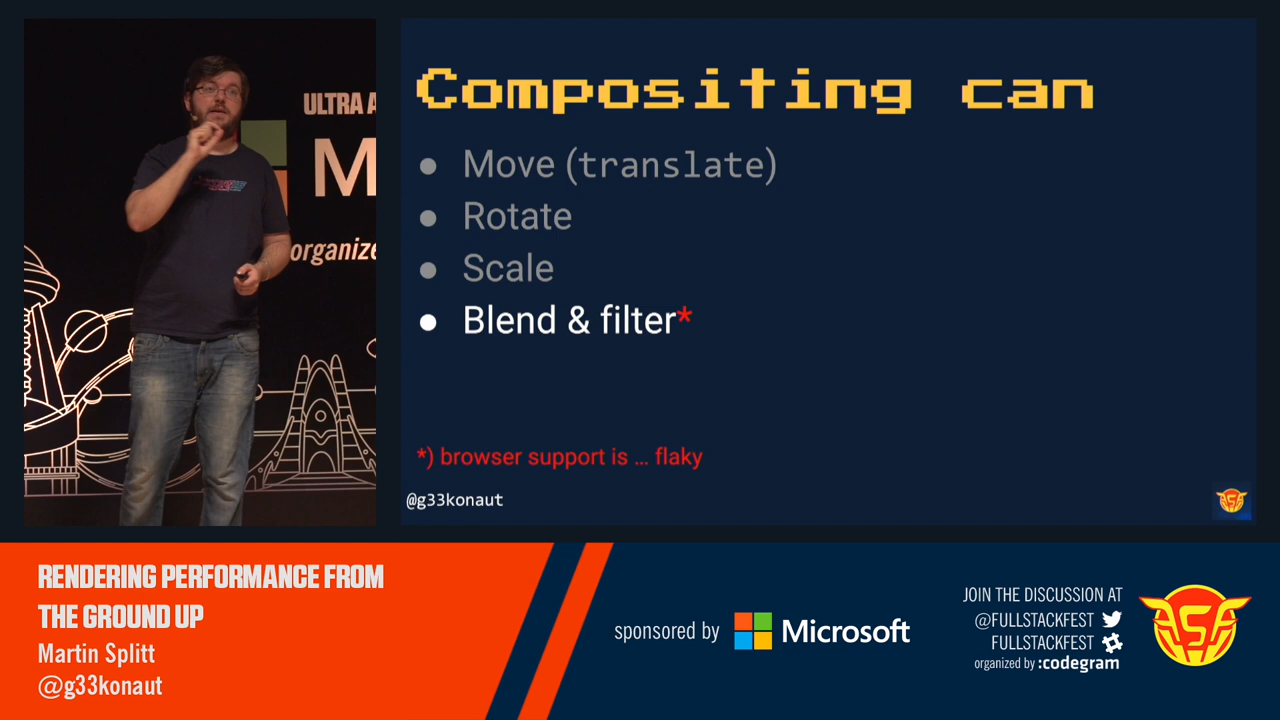 ULTRA A
M
organize
Compositing can
● Move (translate)
● Rotate
● Scale
● Blend & filter*
*) browser support is ... flaky
@g33konaut
RENDERING PERFORMANCE FROM
THE GROUND UP
Martin Splitt
@g33konaut
sponsored by Microsoft
JOIN THE DISCUSSION AT
@FULLSTACKFEST
FULLSTACKFEST
organized by :codegram